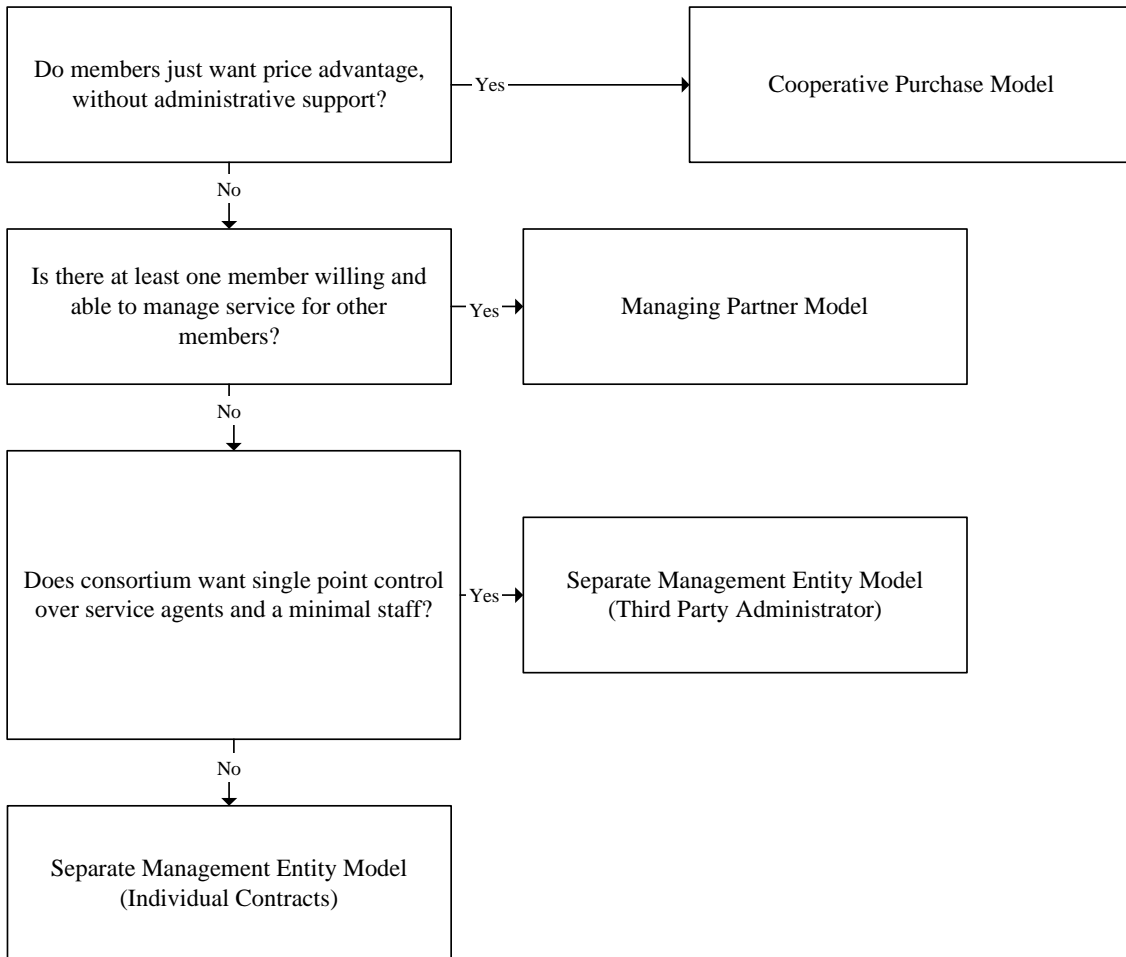 Do members just want price advantage,
without administrative support?
Yes
Cooperative Purchase Model
No
Is there at least one member willing and
able to manage service for other
members?
Yes
Managing Partner Model
No
Does consortium want single point control
over service agents and a minimal staff?
Yes
Separate Management Entity Model
(Third Party Administrator)
No
Separate Management Entity Model
(Individual Contracts)